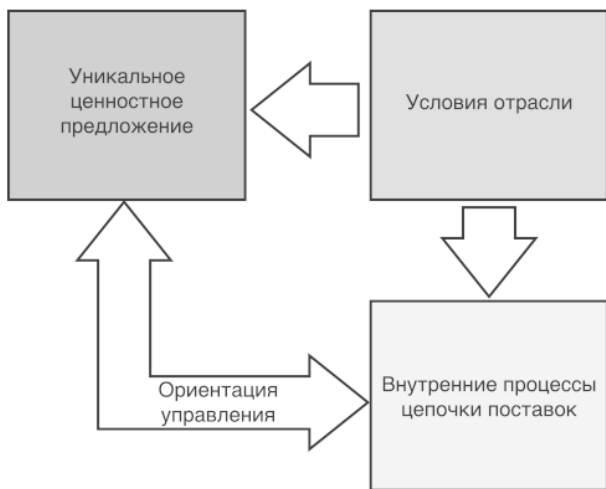 Уникальное
ценностное
предложение
Условия отрасли
Ориентация
управления
Внутренние процессы
цепочки поставок